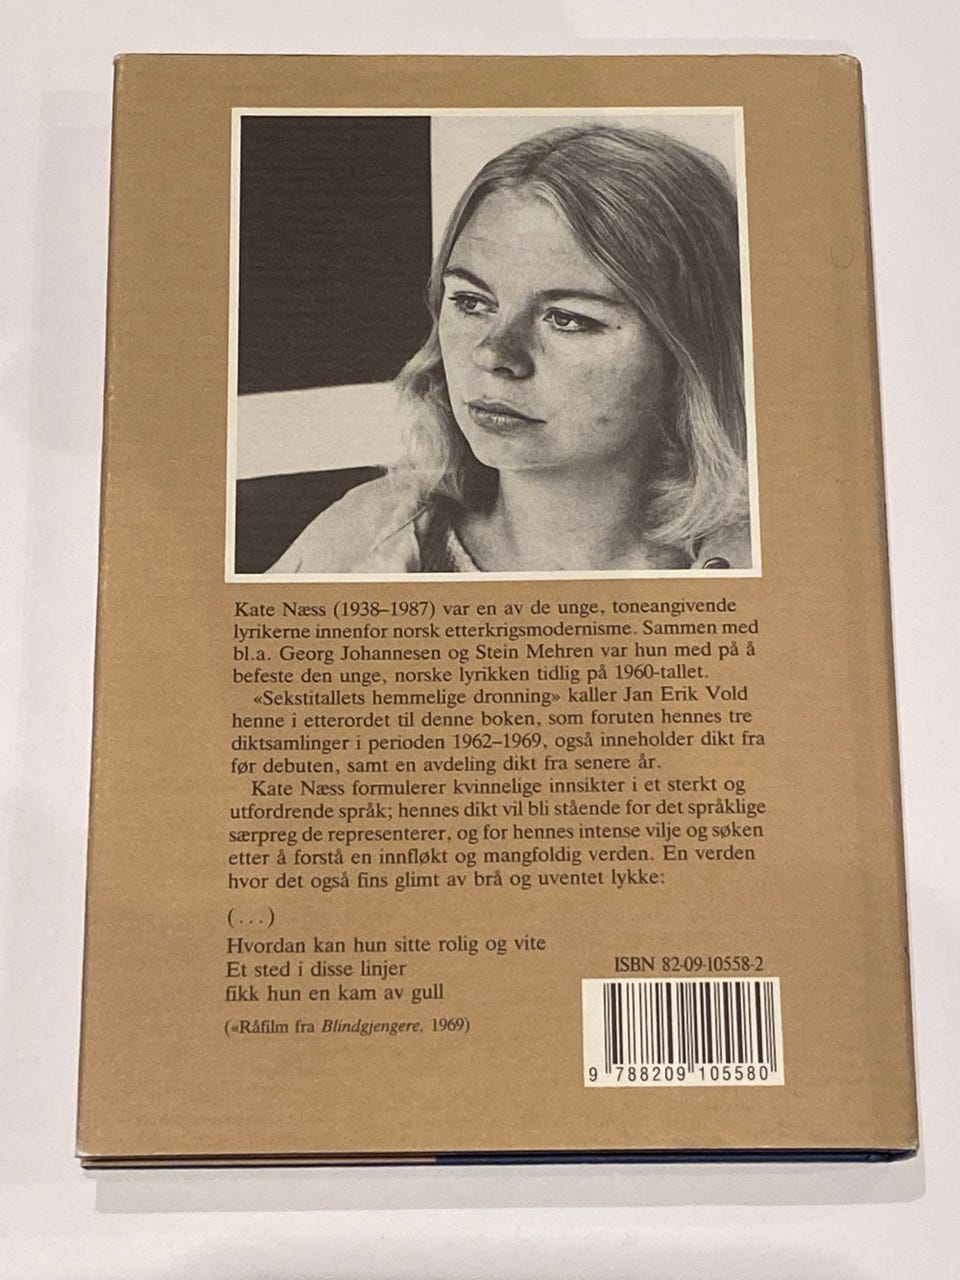 Kate Næss (1938–1987) var en av de unge, toneangivende
lyrikerne innenfor norsk etterkrigsmodernisme. Sammen med
bl.a. Georg Johannesen og Stein Mehren var hun med på å
befeste den unge, norske lyrikken tidlig på 1960-tallet.
«Sekstitallets hemmelige dronning» kaller Jan Erik Vold
henne i etterordet til denne boken, som foruten hennes tre
diktsamlinger i perioden 1962–1969, også inneholder dikt fra
før debuten, samt en avdeling dikt fra senere år.
Kate Næss formulerer kvinnelige innsikter i et sterkt og
utfordrende språk; hennes dikt vil bli stående for det språklige
særpreg de representerer, og for hennes intense vilje og søken
etter å forstå en innfløkt og mangfoldig verden. En verden
hvor det også fins glimt av brå og uventet lykke:
(...)
Hvordan kan hun sitte rolig og vite
Et sted i disse linjer
fikk hun en kam av gull
(«Råfilm fra Blindgjengere, 1969)
ISBN 82-09-10558-2
9 788209 105580